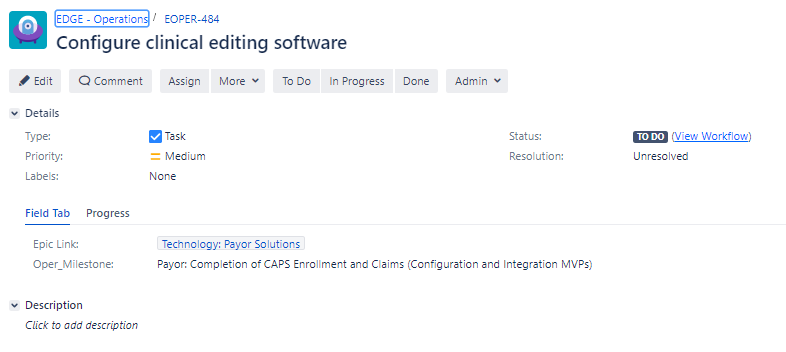 EDGE - Operations / EOPER-484
Configure clinical editing software
Edit Comment Assign More To Do In Progress Done Admin
Details
Type: Task Status: TO DO (View Workflow)
Priority: Medium Resolution: Unresolved
Labels: None
Field Tab Progress
Epic Link: Technology: Payor Solutions
Oper_Milestone: Payor: Completion of CAPS Enrollment and Claims (Configuration and Integration MVPs)
Description
Click to add description